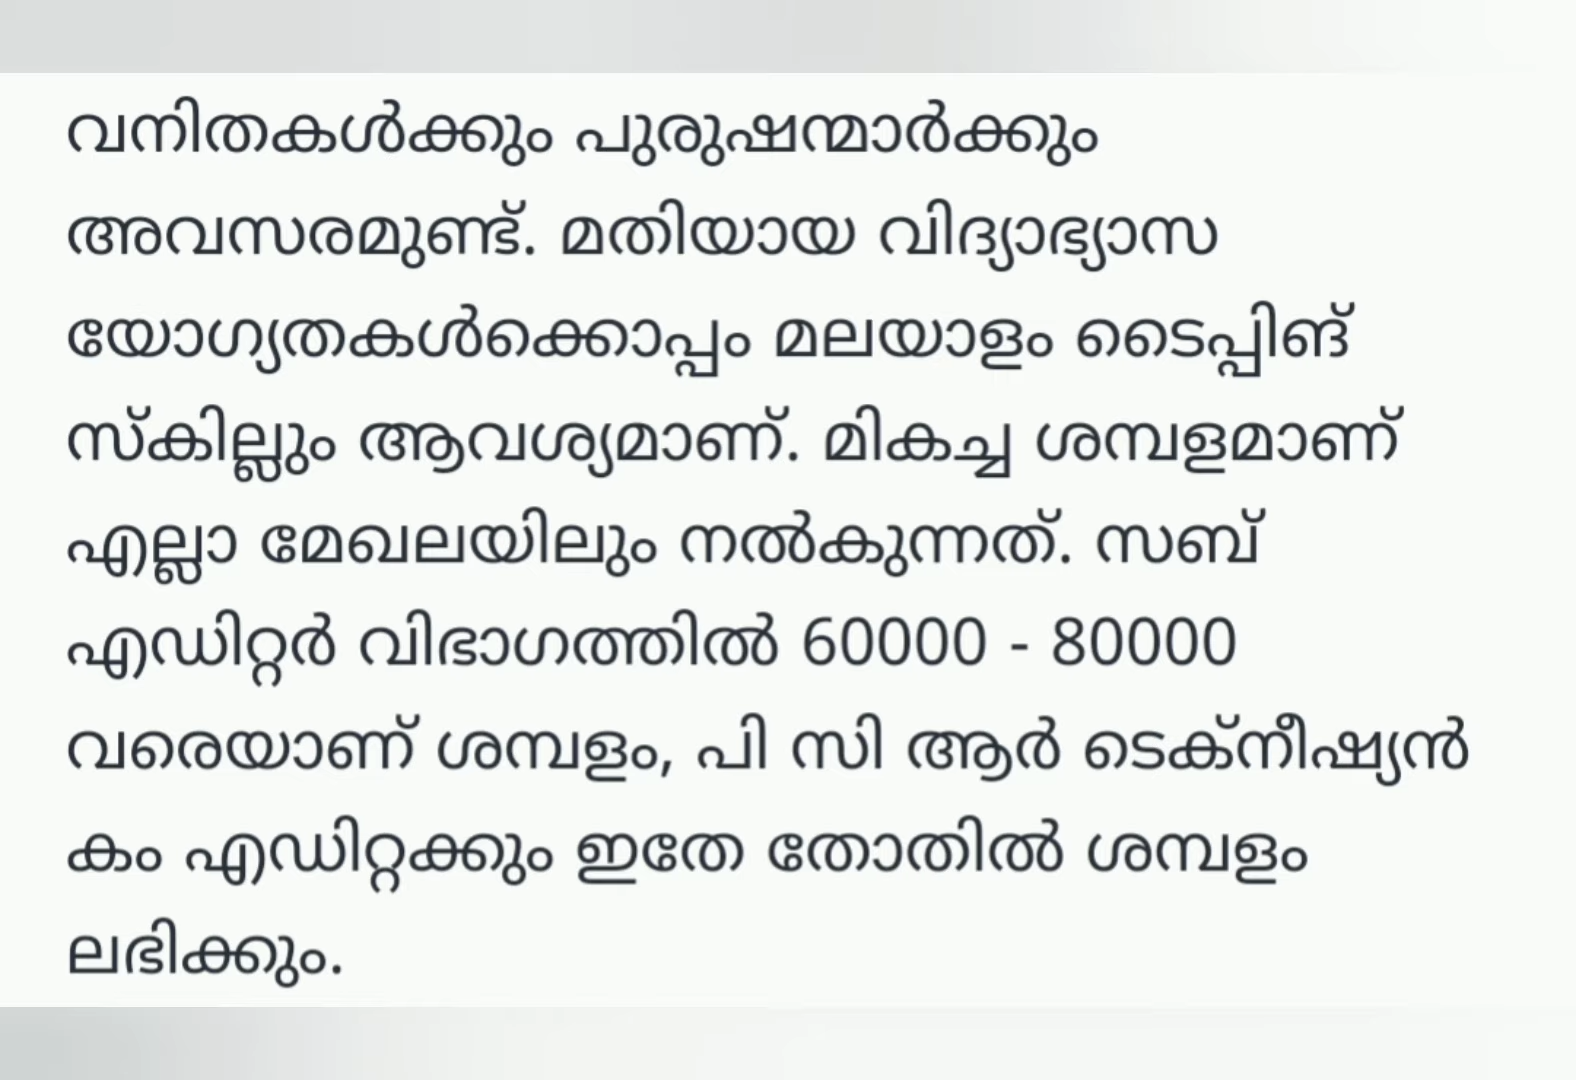 വനിതകൾക്കും പുരുഷന്മാർക്കും
അവസരമുണ്ട്. മതിയായ വിദ്യാഭ്യാസ
യോഗ്യതകൾക്കൊപ്പം മലയാളം ടൈപ്പിങ്
സ്കില്ലും ആവശ്യമാണ്. മികച്ച ശമ്പളമാണ്
എല്ലാ മേഖലയിലും നൽകുന്നത്. സബ്
എഡിറ്റർ വിഭാഗത്തിൽ 60000 - 80000
വരെയാണ് ശമ്പളം, പി സി ആർ ടെക്നീഷ്യൻ
കം എഡിറ്റക്കും ഇതേ തോതിൽ ശമ്പളം
ലഭിക്കും.